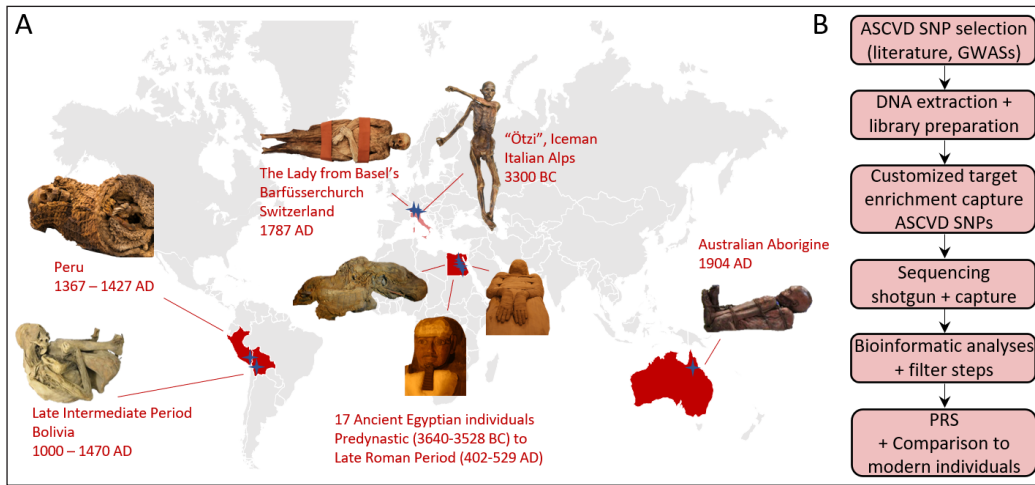 A
"Ötzi", Iceman
Italian Alps
3300 BC
The Lady from Basel's
Barfüsserchurch
Switzerland
1787 AD
Peru
1367 – 1427 AD
Australian Aborigine
1904 AD
Late Intermediate Period
Bolivia
1000 – 1470 AD
17 Ancient Egyptian individuals
Predynastic (3640-3528 BC) to
Late Roman Period (402-529 AD)
B
ASCVD SNP selection
(literature, GWASs)
DNA extraction +
library preparation
Customized target
enrichment capture
ASCVD SNPs
Sequencing
shotgun + capture
Bioinformatic analyses
+ filter steps
PRS
+ Comparison to
modern individuals